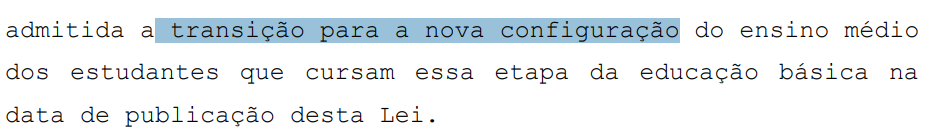 admitida a transição para a nova configuração do ensino médio
dos estudantes que cursam essa etapa da educação básica na
data de publicação desta Lei.